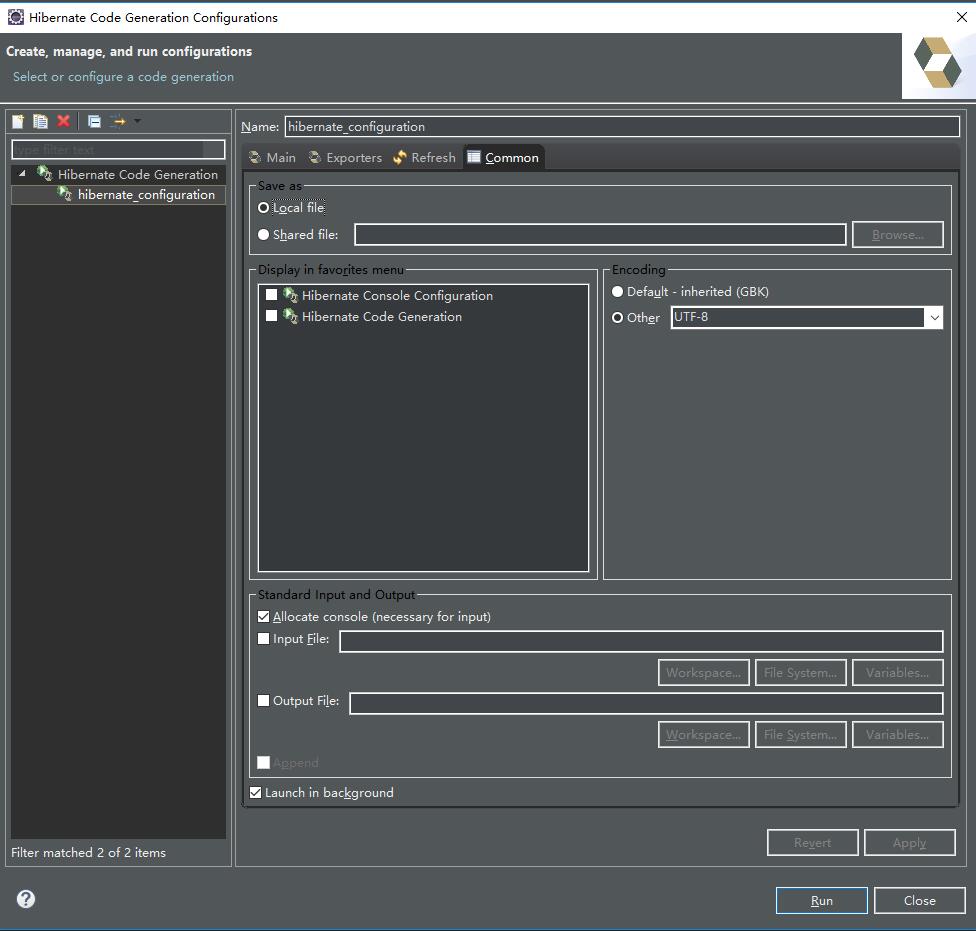 Hibernate Code Generation Configurations
Create, manage, and run configurations
Select or configure a code generation
type filter text
Hibernate Code Generation
hibernate_configuration
Filter matched 2 of 2 items
Name: hibernate_configuration
Main Exporters Refresh Common
Save as
Local file
Shared file: Browse...
Display in favorites menu
Hibernate Console Configuration
Hibernate Code Generation
Encoding
Default - inherited (GBK)
Other UTF-8
Standard Input and Output
Allocate console (necessary for input)
Input File:
Workspace... File System... Variables...
Output File:
Workspace... File System... Variables...
Append
Launch in background
Revert Apply
Run Close